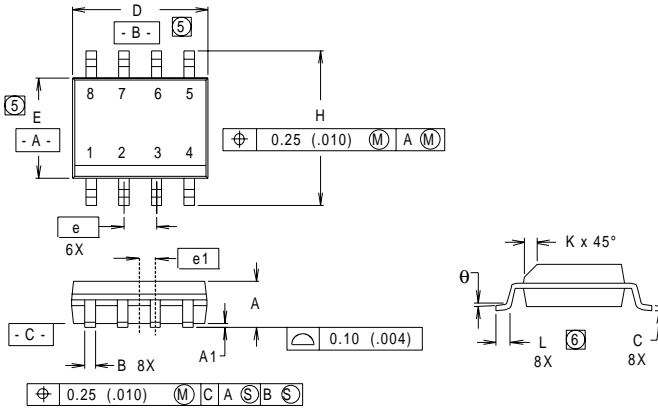 D
- B - 5
8 7 6 5
5 E H
- A -
⌖ 0.25 (.010) Ⓜ A Ⓜ
1 2 3 4
e
6X
e1
K x 45°
θ
A
- C -
A1
⌓ 0.10 (.004)
B 8X
L 6 C
8X 8X
⌖ 0.25 (.010) Ⓜ C A Ⓢ B Ⓢ